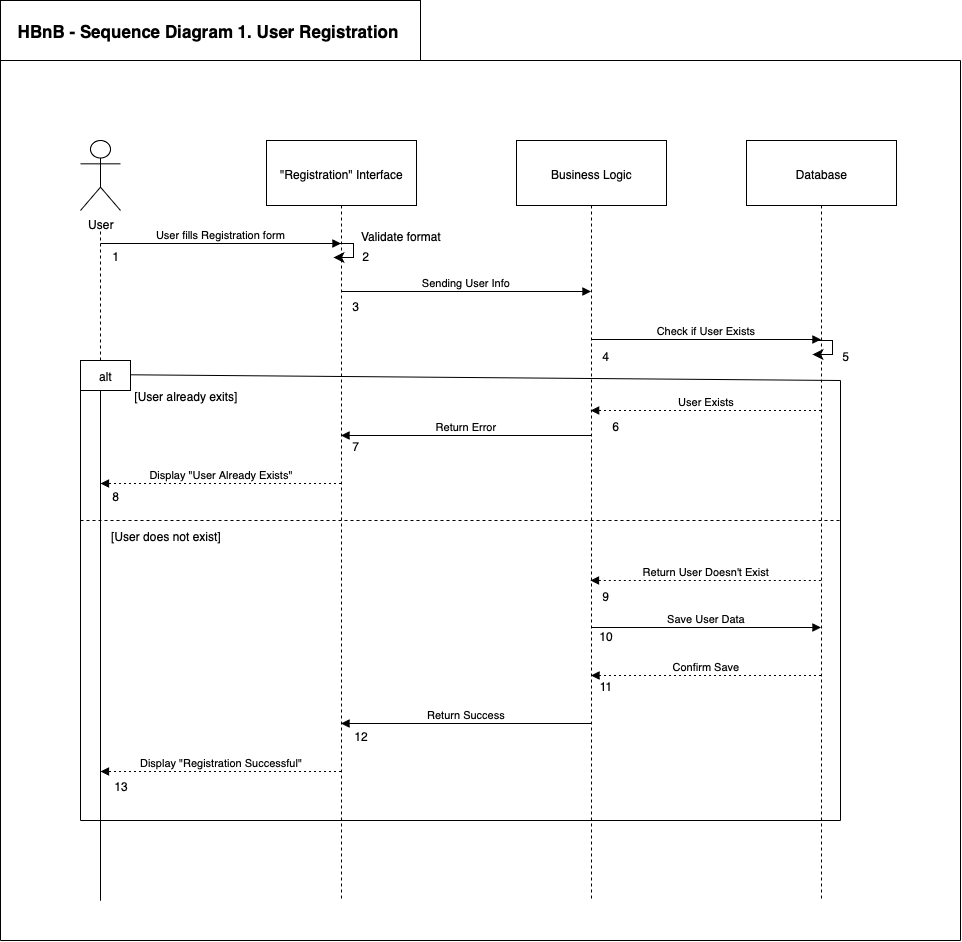 HBnB - Sequence Diagram 1. User Registration
"Registration" Interface
Business Logic
Database
User
User fills Registration form
1
Validate format
2
Sending User Info
3
Check if User Exists
4
5
alt
[User already exits]
User Exists
6
Return Error
7
Display "User Already Exists"
8
[User does not exist]
Return User Doesn't Exist
9
Save User Data
10
Confirm Save
11
Return Success
12
Display "Registration Successful"
13